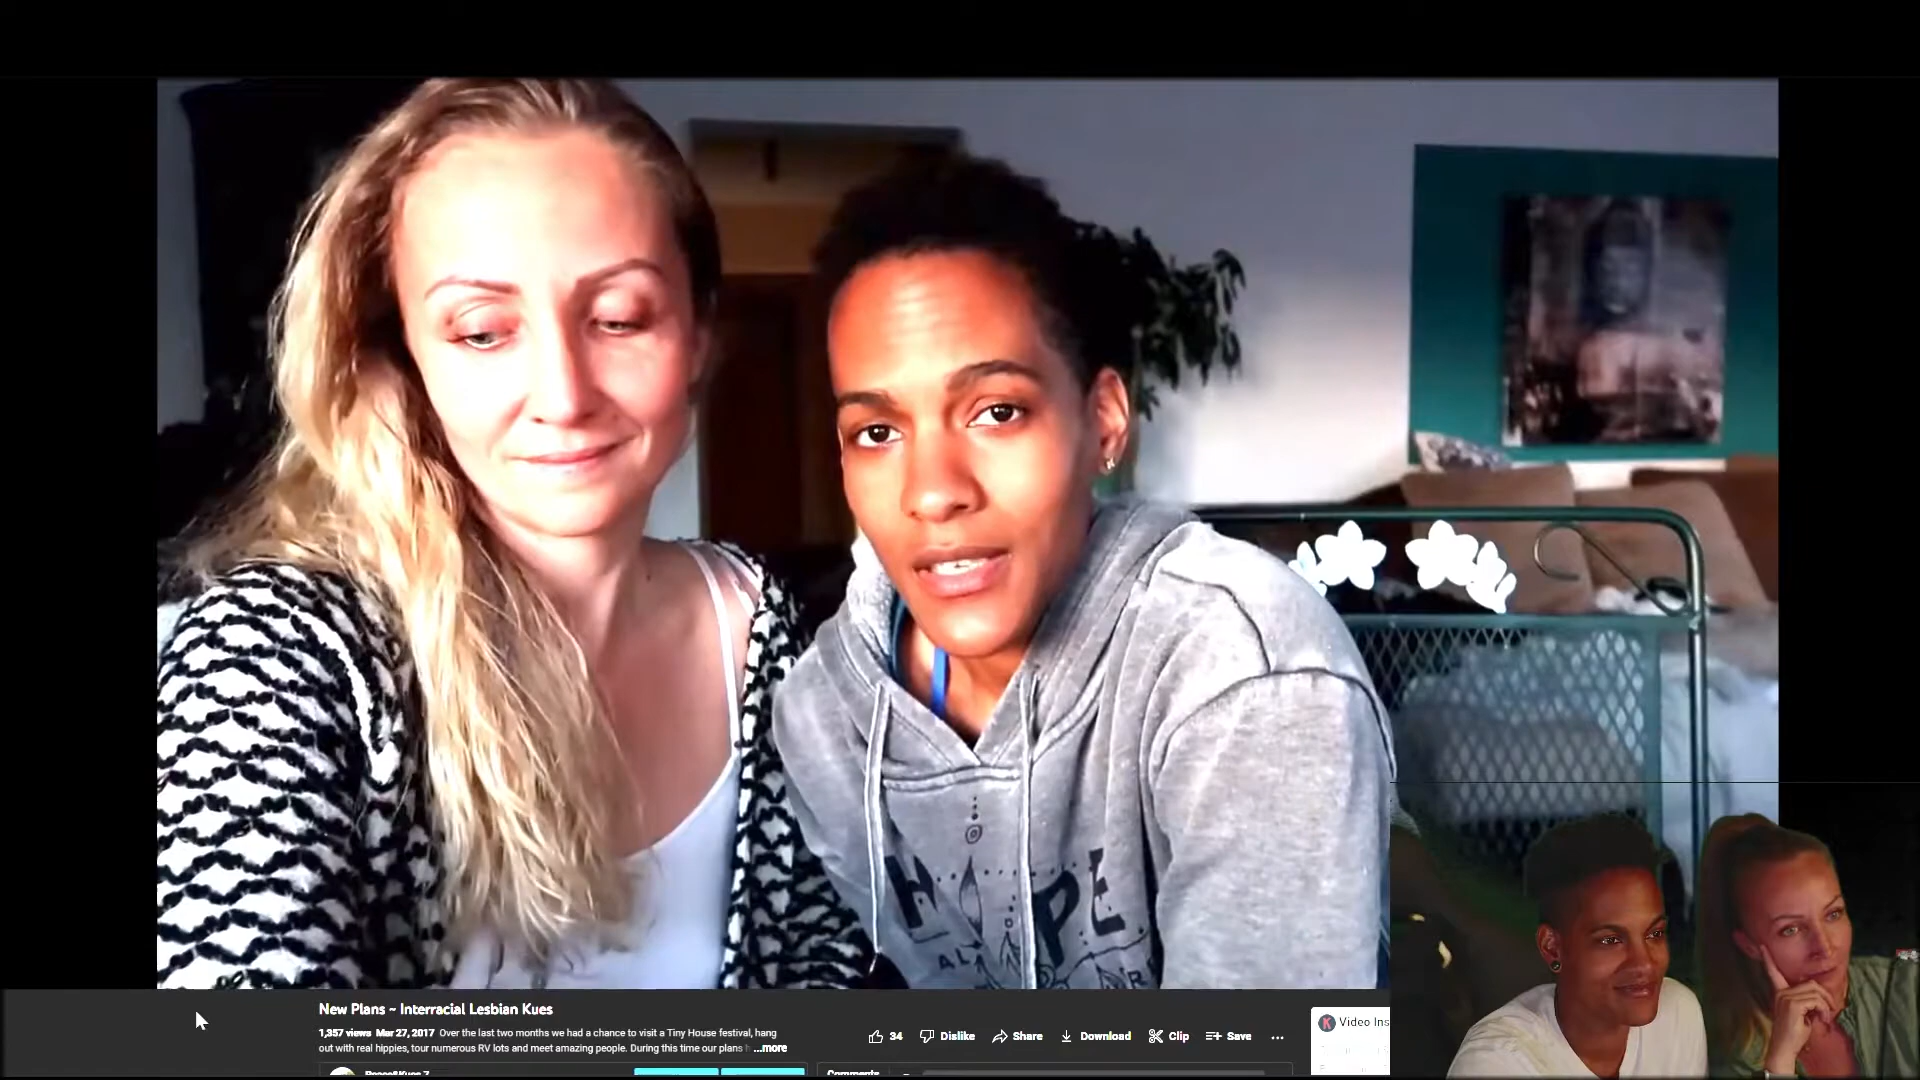 HOPE
New Plans ~ Interracial Lesbian Kues
1,357 views Mar 27, 2017 Over the last two months we had a chance to visit a Tiny House festival, hang
out with real hippies, tour numerous RV lots and meet amazing people. During this time our plans ...more
34 Dislike Share Download Clip Save ...
K Video Ins
Comments